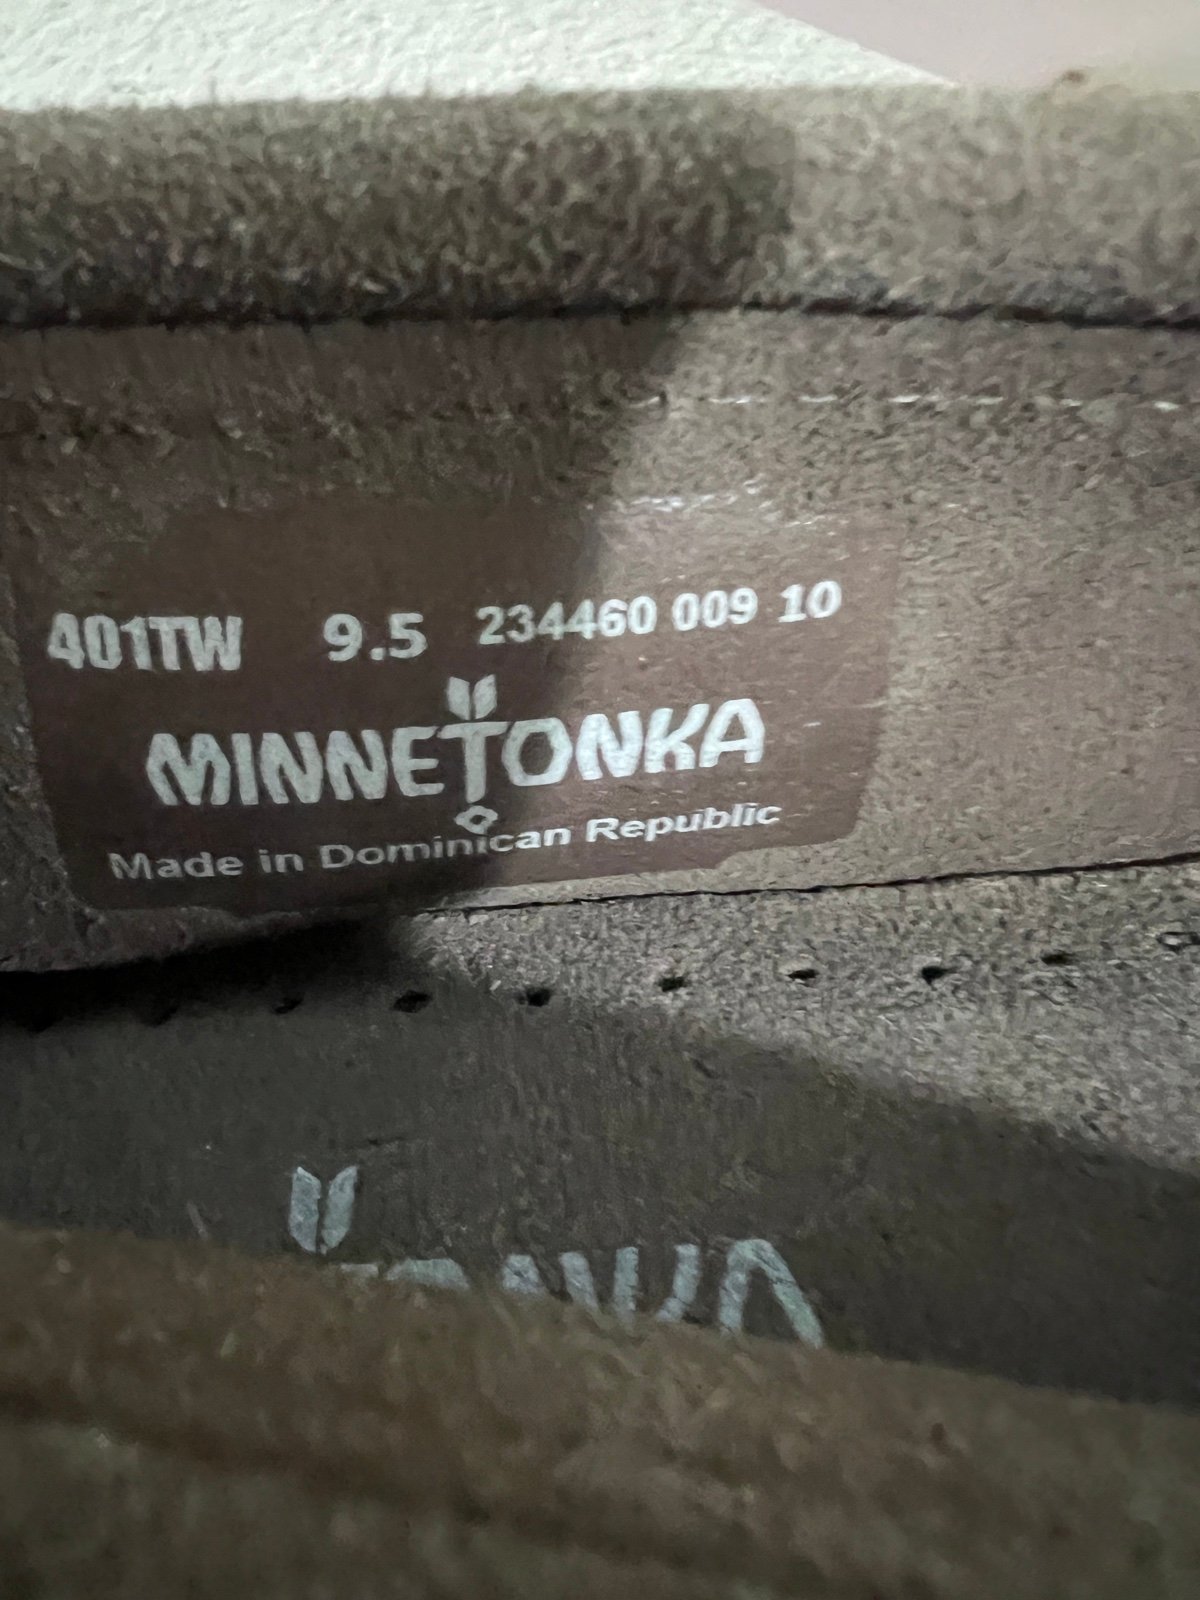 401TW 9.5 234460 009 10
MINNETONKA
Made in Dominican Republic